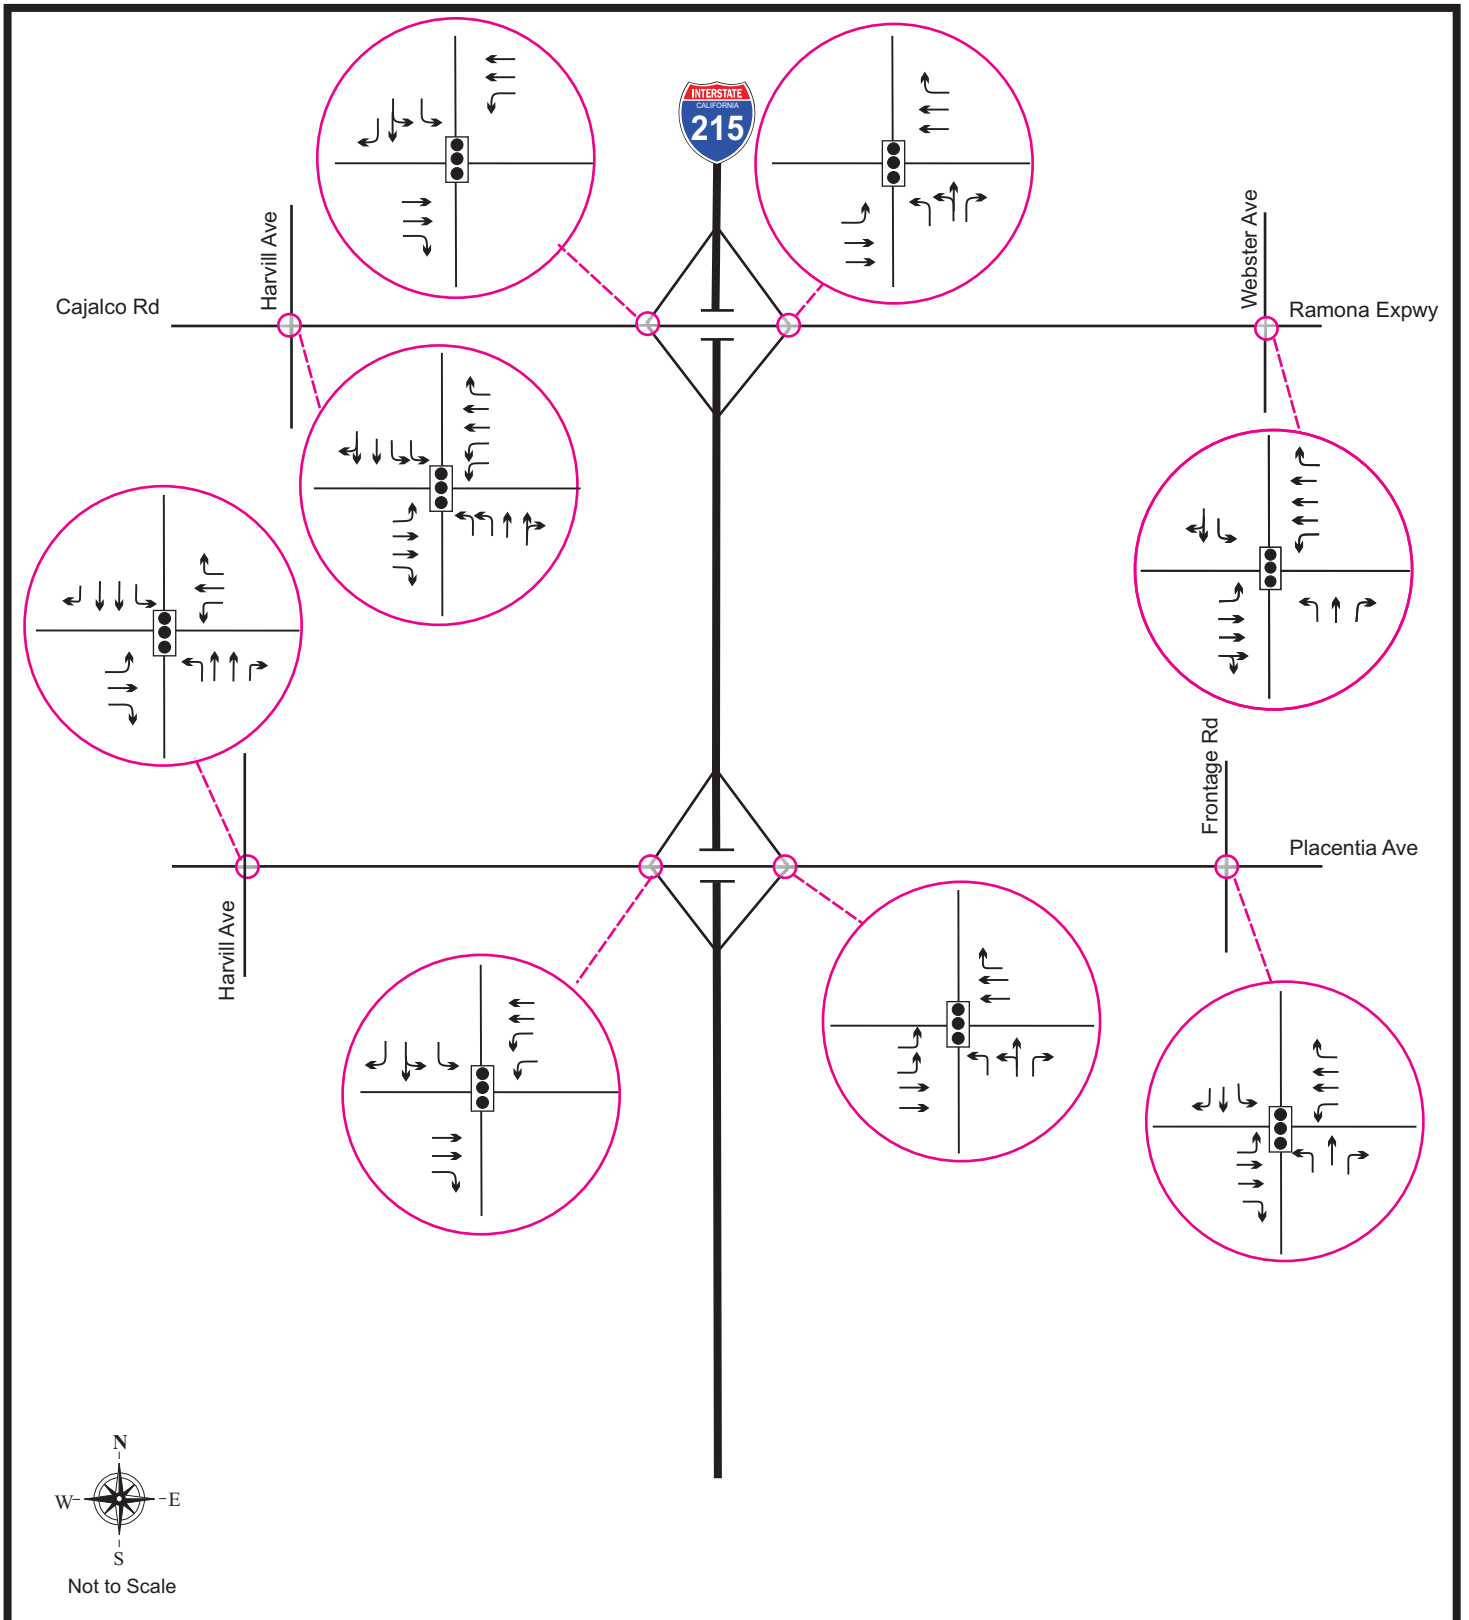 INTERSTATE
CALIFORNIA
215
Harvill Ave
Webster Ave
Cajalco Rd
Ramona Expwy
Frontage Rd
Placentia Ave
Harvill Ave
N
W
E
S
Not to Scale